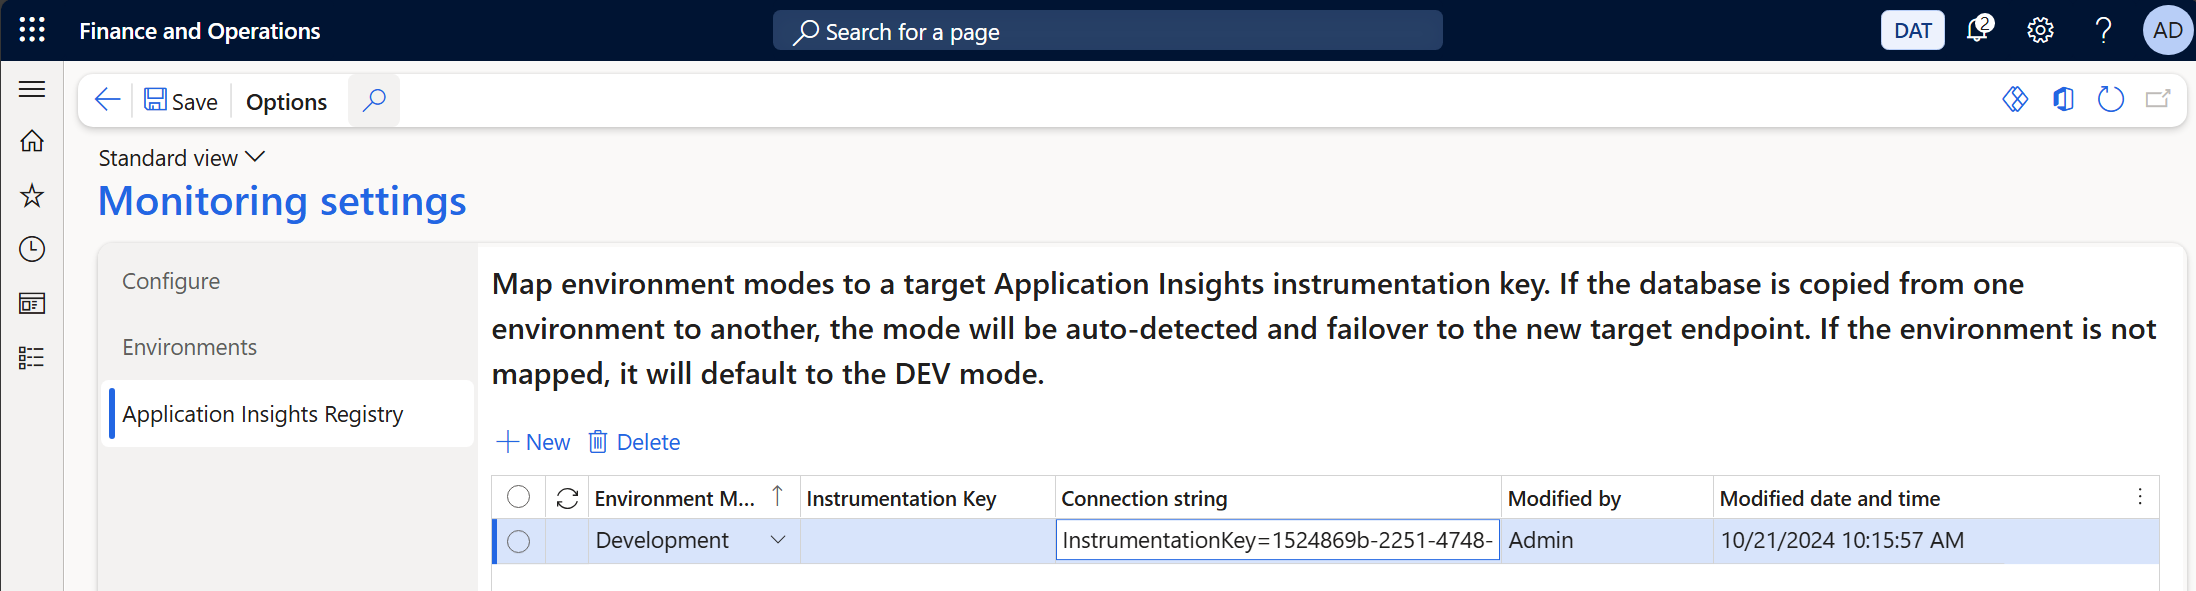 Finance and Operations
Search for a page
DAT
2
AD
Save
Options
Standard view
Monitoring settings
Configure
Environments
Application Insights Registry
Map environment modes to a target Application Insights instrumentation key. If the database is copied from one
environment to another, the mode will be auto-detected and failover to the new target endpoint. If the environment is not
mapped, it will default to the DEV mode.
New
Delete
Environment M...
Instrumentation Key
Connection string
Modified by
Modified date and time
Development
InstrumentationKey=1524869b-2251-4748-
Admin
10/21/2024 10:15:57 AM